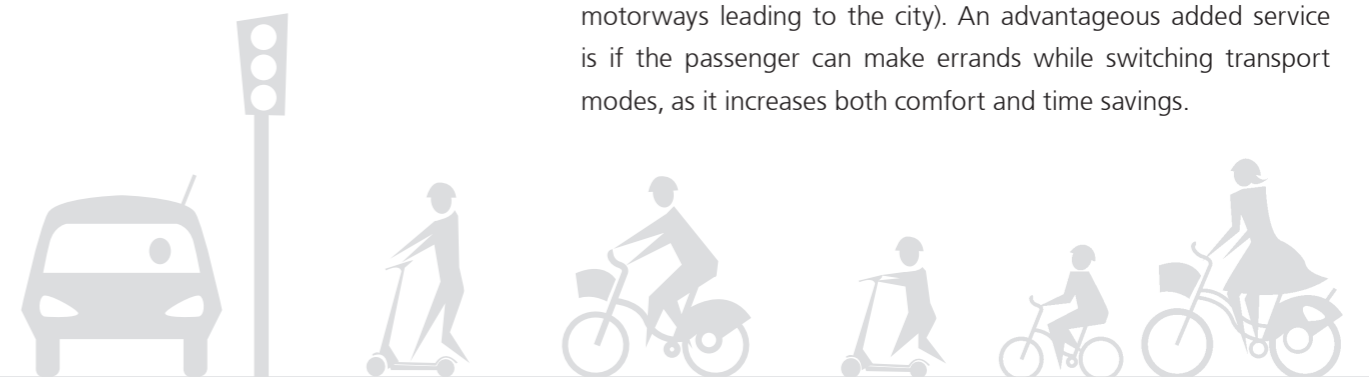 motorways leading to the city). An advantageous added service
is if the passenger can make errands while switching transport
modes, as it increases both comfort and time savings.